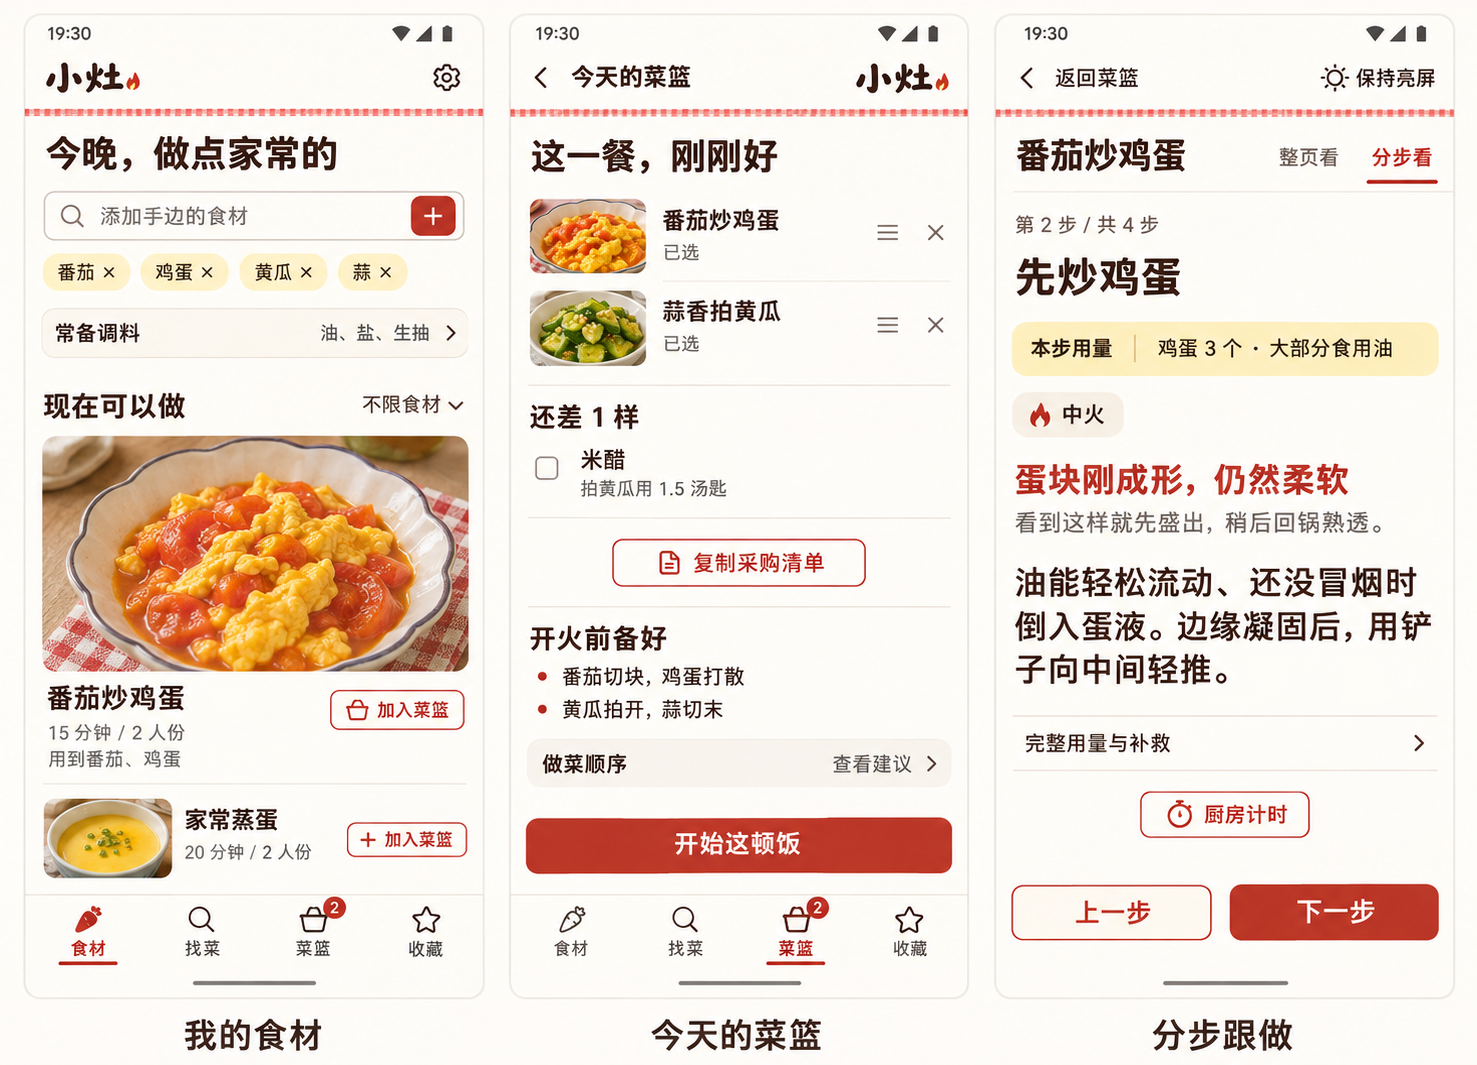 19:30
小灶
今晚，做点家常的
添加手边的食材
番茄 × 鸡蛋 × 黄瓜 × 蒜 ×
常备调料 油、盐、生抽
现在可以做 不限食材
番茄炒鸡蛋
加入菜篮
15 分钟 / 2 人份
用到番茄、鸡蛋
家常蒸蛋
20 分钟 / 2 人份
+ 加入菜篮
2
食材 找菜 菜篮 收藏
我的食材
19:30
今天的菜篮 小灶
这一餐，刚刚好
番茄炒鸡蛋
已选
蒜香拍黄瓜
已选
还差 1 样
米醋
拍黄瓜用 1.5 汤匙
复制采购清单
开火前备好
• 番茄切块，鸡蛋打散
• 黄瓜拍开，蒜切末
做菜顺序 查看建议
开始这顿饭
2
食材 找菜 菜篮 收藏
今天的菜篮
19:30
返回菜篮 保持亮屏
番茄炒鸡蛋 整页看 分步看
第 2 步 / 共 4 步
先炒鸡蛋
本步用量 鸡蛋 3 个 · 大部分食用油
中火
蛋块刚成形，仍然柔软
看到这样就先盛出，稍后回锅熟透。
油能轻松流动、还没冒烟时
倒入蛋液。边缘凝固后，用铲
子向中间轻推。
完整用量与补救
厨房计时
上一步 下一步
分步跟做